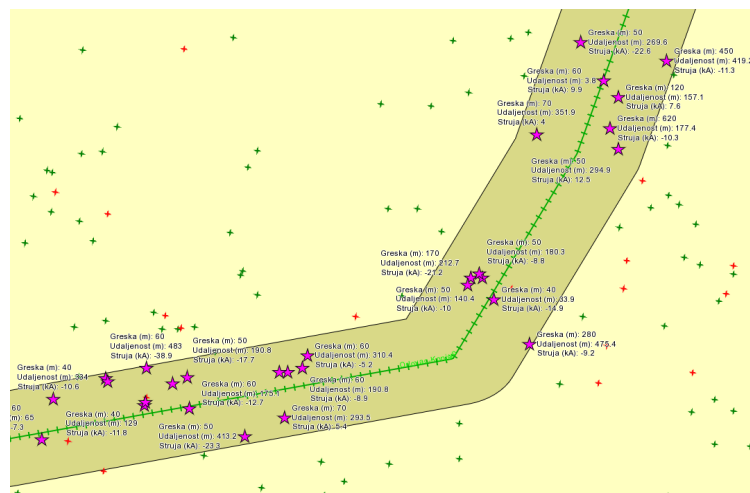 Greska (m): 50
Udaljenost (m): 269.6
Struja (kA): -22.6
Greska (m): 450
Udaljenost (m): 419.2
Struja (kA): -11.3
Greska (m): 60
Udaljenost (m): 3.8
Struja (kA): 9.9
Greska (m): 120
Udaljenost (m): 157.1
Struja (kA): 7.6
Greska (m): 70
Udaljenost (m): 351.9
Struja (kA): 4
Greska (m): 620
Udaljenost (m): 177.4
Struja (kA): -10.3
Greska (m): 50
Udaljenost (m): 294.9
Struja (kA): 12.5
Greska (m): 170
Udaljenost (m): 212.7
Struja (kA): -21.2
Greska (m): 50
Udaljenost (m): 180.3
Struja (kA): -8.8
Greska (m): 50
Udaljenost (m): 140.4
Struja (kA): -10
Greska (m): 40
Udaljenost (m): 33.9
Struja (kA): -14.9
Greska (m): 280
Udaljenost (m): 475.4
Struja (kA): -9.2
Greska (m): 60
Udaljenost (m): 483
Struja (kA): -38.9
Greska (m): 50
Udaljenost (m): 190.8
Struja (kA): -17.7
Greska (m): 60
Udaljenost (m): 310.4
Struja (kA): -5.2
Greska (m): 40
Udaljenost (m):
Struja (kA): -10.6
Greska (m): 60
Udaljenost (m): 175.1
Struja (kA): -12.7
Greska (m): 60
Udaljenost (m): 190.8
Struja (kA): -8.9
60
(m): 65
-7.3
Greska (m): 40
Udaljenost (m): 129
Struja (kA): -11.8
Greska (m): 50
Udaljenost (m): 413.2
Struja (kA): -23.3
Greska (m): 70
Udaljenost (m): 293.5
Struja (kA): -5.4